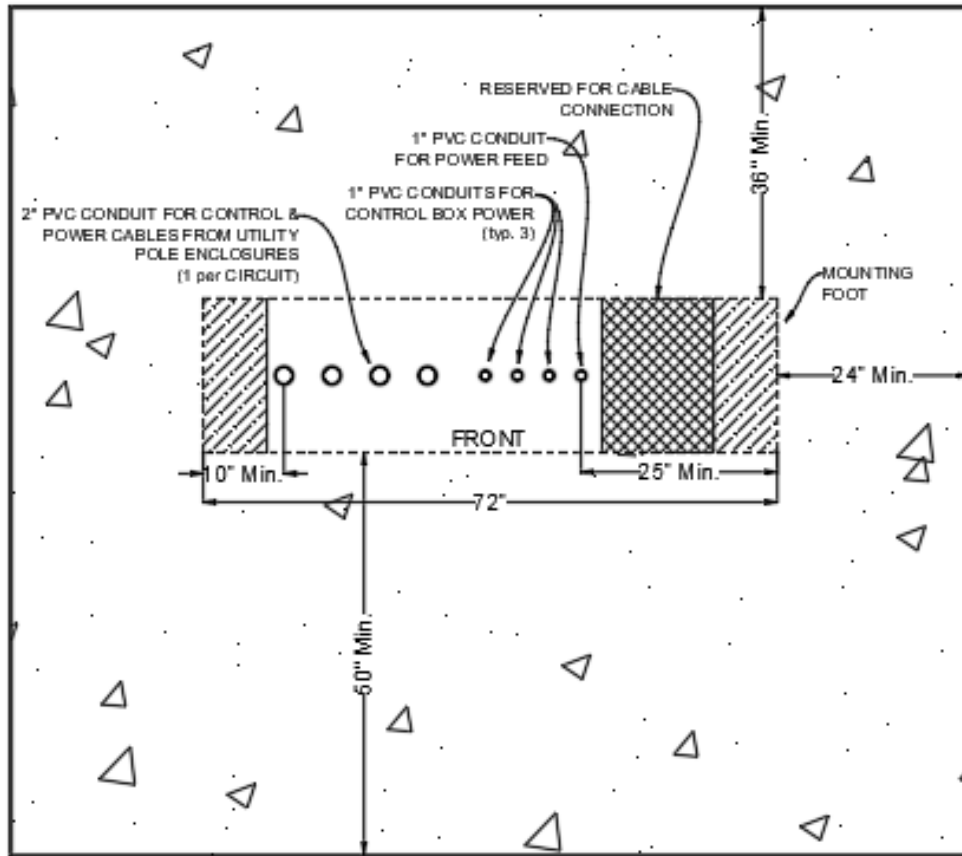 RESERVED FOR CABLE
CONNECTION
1" PVC CONDUIT
FOR POWER FEED
36" Min.
1" PVC CONDUITS FOR
CONTROL BOX POWER
(typ. 3)
2" PVC CONDUIT FOR CONTROL &
POWER CABLES FROM UTILITY
POLE ENCLOSURES
(1 per CIRCUIT)
MOUNTING
FOOT
24" Min.
FRONT
10" Min.
25" Min.
72"
50" Min.